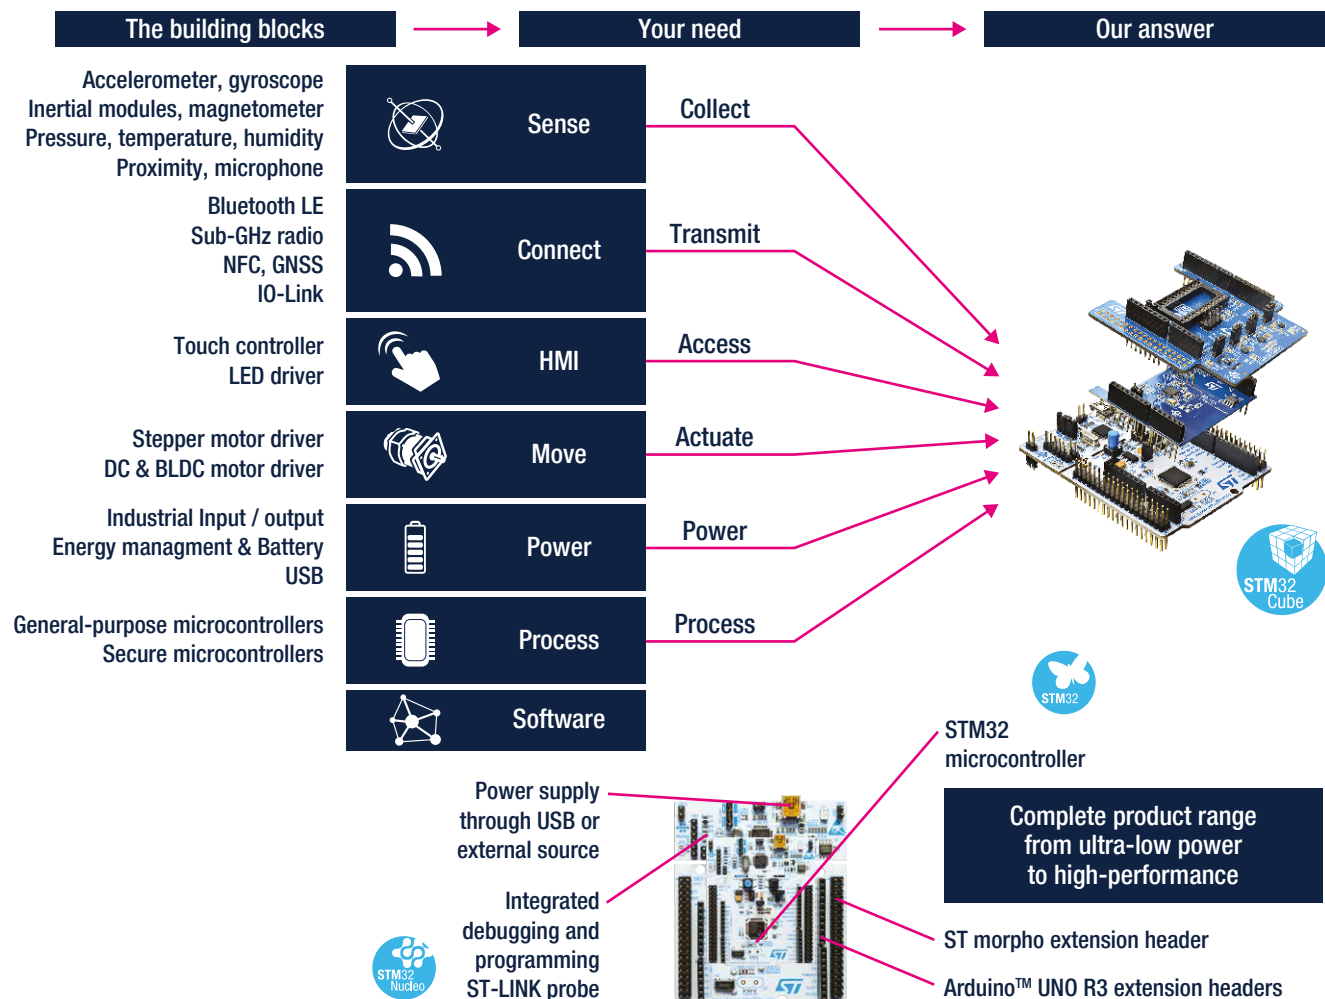 The building blocks
Your need
Our answer
Accelerometer, gyroscope
Inertial modules, magnetometer
Pressure, temperature, humidity
Proximity, microphone
Sense
Collect
Bluetooth LE
Sub-GHz radio
NFC, GNSS
IO-Link
Connect
Transmit
Touch controller
LED driver
HMI
Access
Stepper motor driver
DC & BLDC motor driver
Move
Actuate
Industrial Input / output
Energy managment & Battery
USB
Power
Power
General-purpose microcontrollers
Secure microcontrollers
Process
Process
Software
STM32
Cube
STM32
STM32
microcontroller
Power supply
through USB or
external source
Complete product range
from ultra-low power
to high-performance
Integrated
debugging and
programming
ST-LINK probe
STM32
Nucleo
ST morpho extension header
Arduino™ UNO R3 extension headers